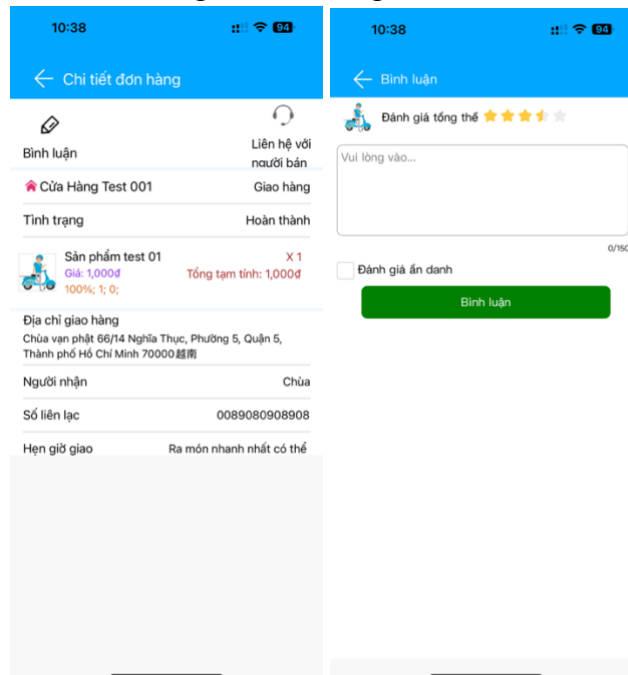 10:38
94
Chi tiết đơn hàng
Bình luận
Liên hệ với
người bán
Cửa Hàng Test 001
Giao hàng
Tình trạng
Hoàn thành
Sản phẩm test 01
X 1
Giá: 1,000đ
Tổng tạm tính: 1,000đ
100%; 1; 0;
Địa chỉ giao hàng
Chùa vạn phật 66/14 Nghĩa Thục, Phường 5, Quận 5,
Thành phố Hồ Chí Minh 70000越南
Người nhận
Chùa
Số liên lạc
0089080908908
Hẹn giờ giao
Ra món nhanh nhất có thể
10:38
94
Bình luận
Đánh giá tổng thể
Vui lòng vào...
0/150
Đánh giá ẩn danh
Bình luận